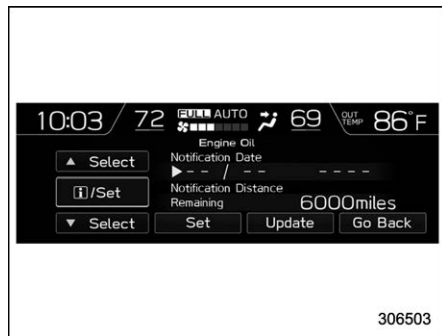 10:03 72 FULL AUTO 69 OUT TEMP 86°F
Engine Oil
▲ Select
Notification Date
▶-- / -- ----
i/Set
Notification Distance
Remaining 6000miles
▼ Select Set Update Go Back
306503